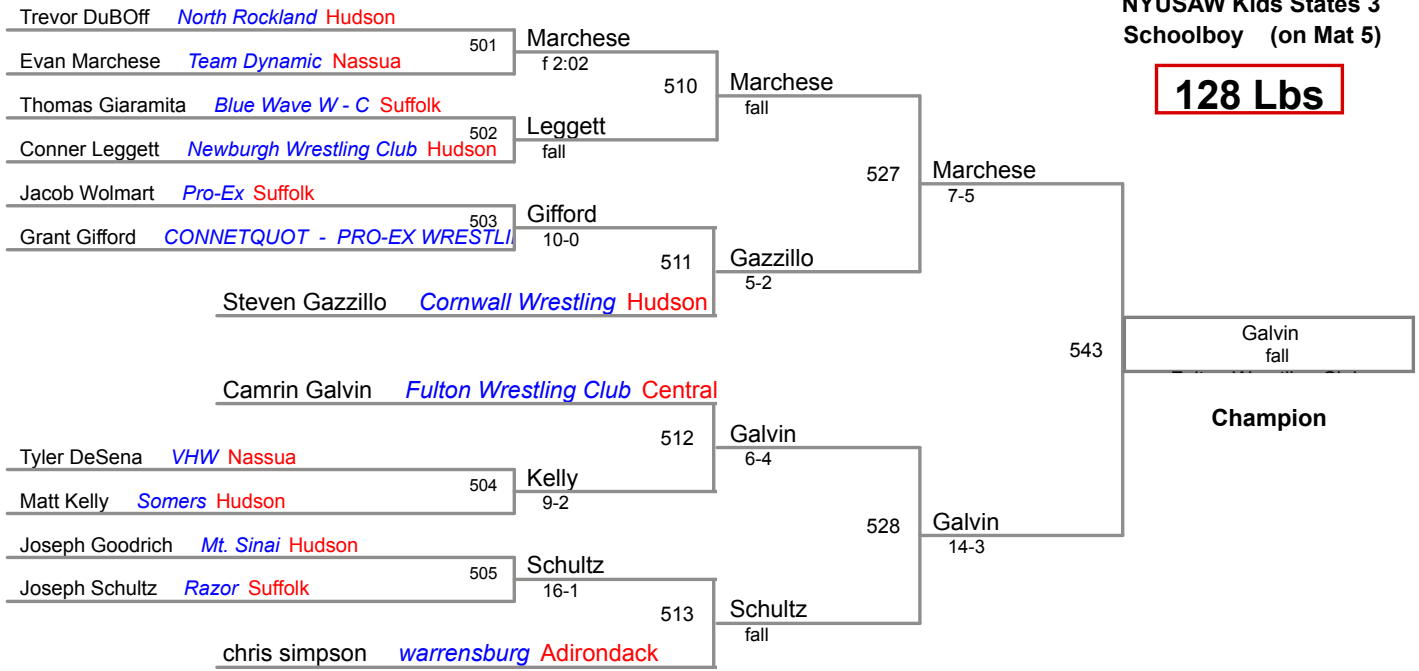 NYUSAW Kids States 3
Schoolboy (on Mat 5)
128 Lbs
Trevor DuBOff North Rockland Hudson
501
Marchese
f 2:02
Evan Marchese Team Dynamic Nassua
510
Marchese
fall
Thomas Giaramita Blue Wave W - C Suffolk
502
Leggett
fall
Conner Leggett Newburgh Wrestling Club Hudson
527
Marchese
7-5
Jacob Wolmart Pro-Ex Suffolk
503
Gifford
10-0
Grant Gifford CONNETQUOT - PRO-EX WRESTLI
511
Gazzillo
5-2
Steven Gazzillo Cornwall Wrestling Hudson
543
Galvin
fall
Champion
Camrin Galvin Fulton Wrestling Club Central
512
Galvin
6-4
Tyler DeSena VHW Nassua
504
Kelly
9-2
Matt Kelly Somers Hudson
528
Galvin
14-3
Joseph Goodrich Mt. Sinai Hudson
505
Schultz
16-1
Joseph Schultz Razor Suffolk
513
Schultz
fall
chris simpson warrensburg Adirondack